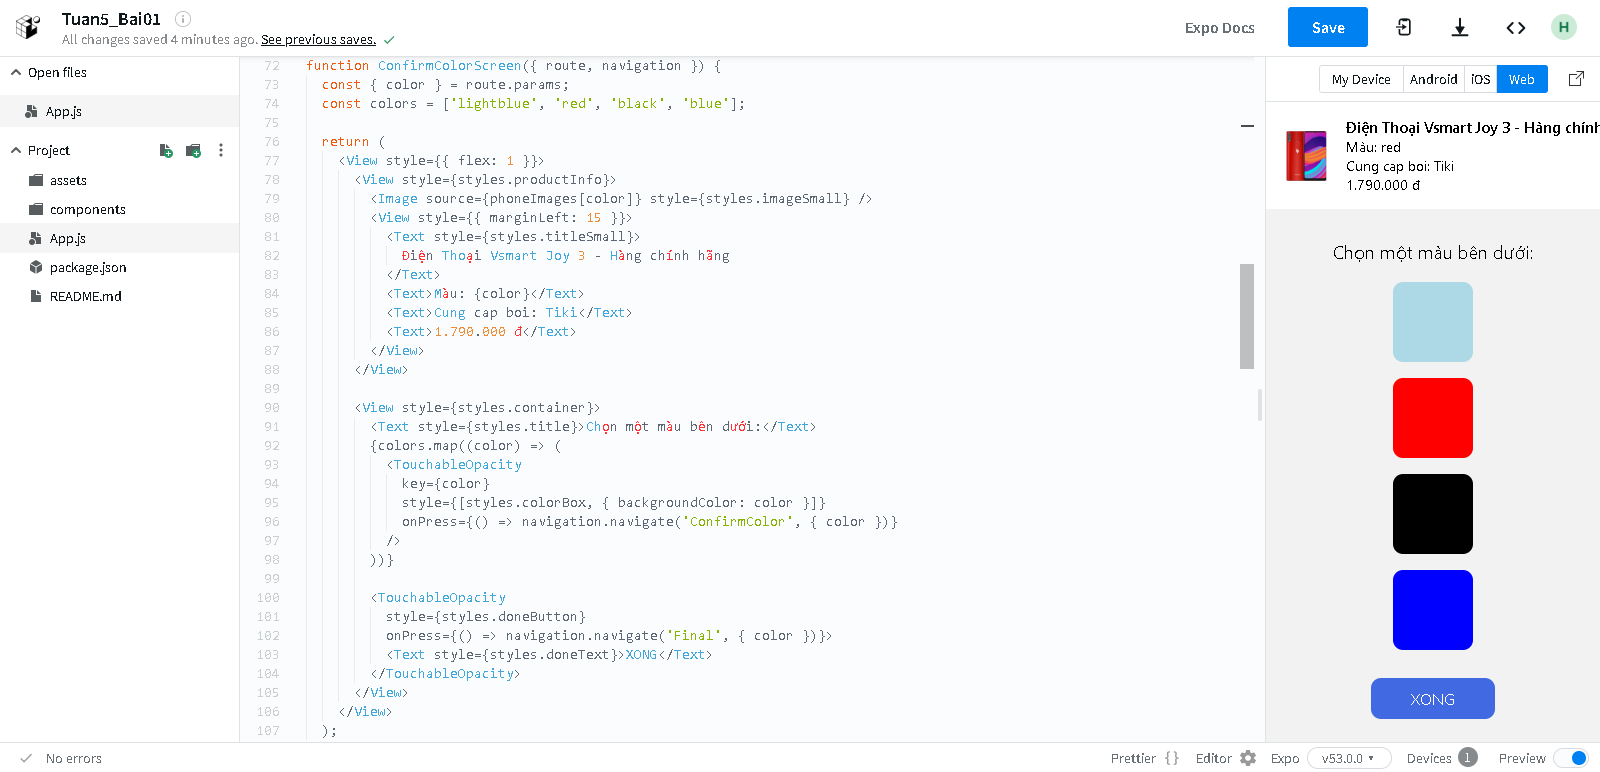 Tuan5_Bai01
All changes saved 4 minutes ago. See previous saves.
Expo Docs
Save
H
Open files
App.js
Project
assets
components
App.js
package.json
README.md
72 function ConfirmColorScreen({ route, navigation }) {
73 const { color } = route.params;
74 const colors = ['lightblue', 'red', 'black', 'blue'];
75
76 return (
77 <View style={{ flex: 1 }}>
78 <View style={styles.productInfo}>
79 <Image source={phoneImages[color]} style={styles.imageSmall} />
80 <View style={{ marginLeft: 15 }}>
81 <Text style={styles.titleSmall}>
82 Điện Thoại Vsmart Joy 3 - Hàng chính hãng
83 </Text>
84 <Text>Màu: {color}</Text>
85 <Text>Cung cap boi: Tiki</Text>
86 <Text>1.790.000 đ</Text>
87 </View>
88 </View>
89
90 <View style={styles.container}>
91 <Text style={styles.title}>Chọn một màu bên dưới:</Text>
92 {colors.map((color) => (
93 <TouchableOpacity
94 key={color}
95 style={[styles.colorBox, { backgroundColor: color }]}
96 onPress={() => navigation.navigate('ConfirmColor', { color })}
97 />
98 ))}
99
100 <TouchableOpacity
101 style={styles.doneButton}
102 onPress={() => navigation.navigate('Final', { color })}>
103 <Text style={styles.doneText}>XONG</Text>
104 </TouchableOpacity>
105 </View>
106 </View>
107 );
My Device Android iOS Web
Điện Thoại Vsmart Joy 3 - Hàng chính
Màu: red
Cung cap boi: Tiki
1.790.000 đ
Chọn một màu bên dưới:
XONG
No errors
Prettier { } Editor Expo v53.0.0 Devices 1 Preview